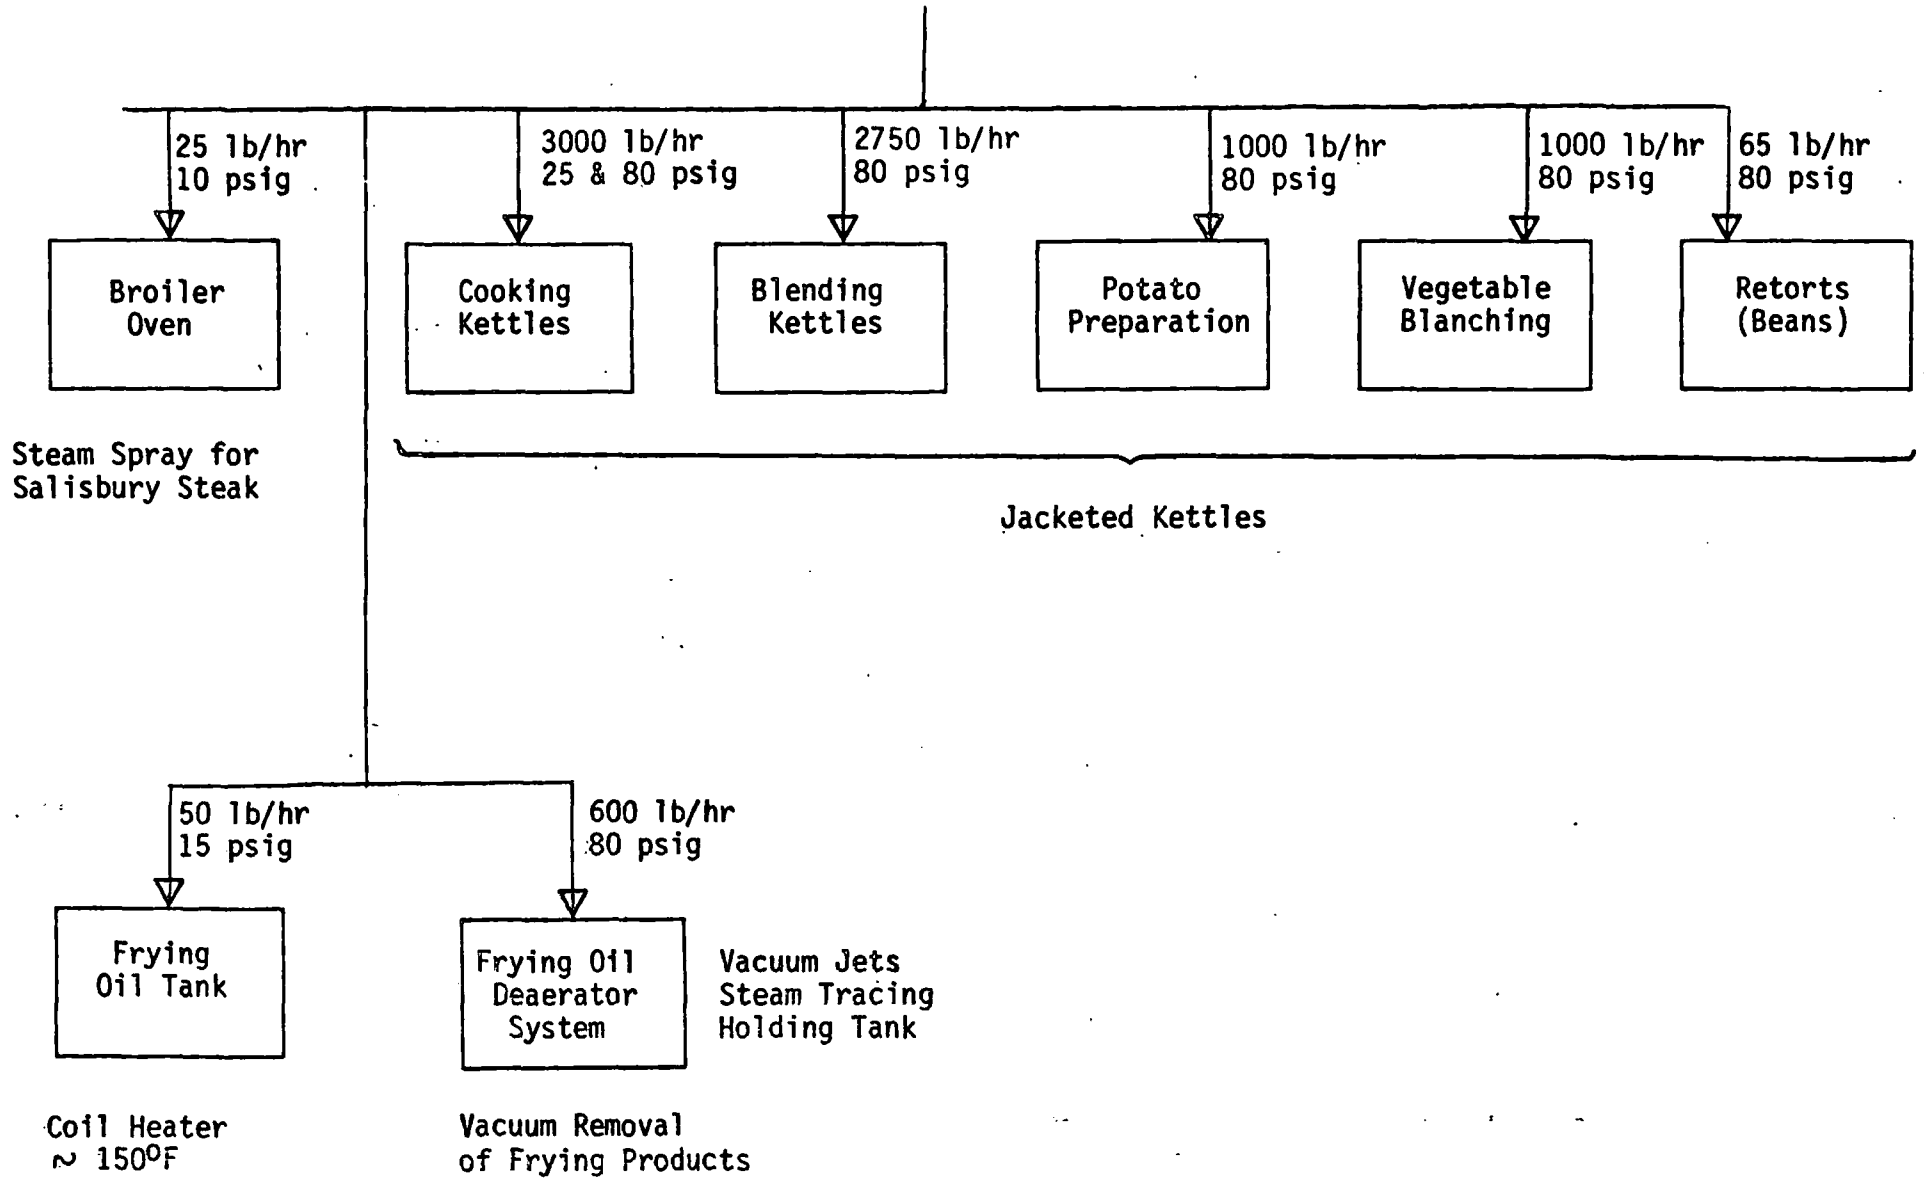 25 lb/hr
10 psig
3000 lb/hr
25 & 80 psig
2750 lb/hr
80 psig
1000 lb/hr
80 psig
1000 lb/hr
80 psig
65 lb/hr
80 psig
Broiler
Oven
Cooking
Kettles
Blending
Kettles
Potato
Preparation
Vegetable
Blanching
Retorts
(Beans)
Steam Spray for
Salisbury Steak
Jacketed Kettles
50 lb/hr
15 psig
600 lb/hr
80 psig
Frying
Oil Tank
Frying Oil
Deaerator
System
Vacuum Jets
Steam Tracing
Holding Tank
Coil Heater
~ 150°F
Vacuum Removal
of Frying Products